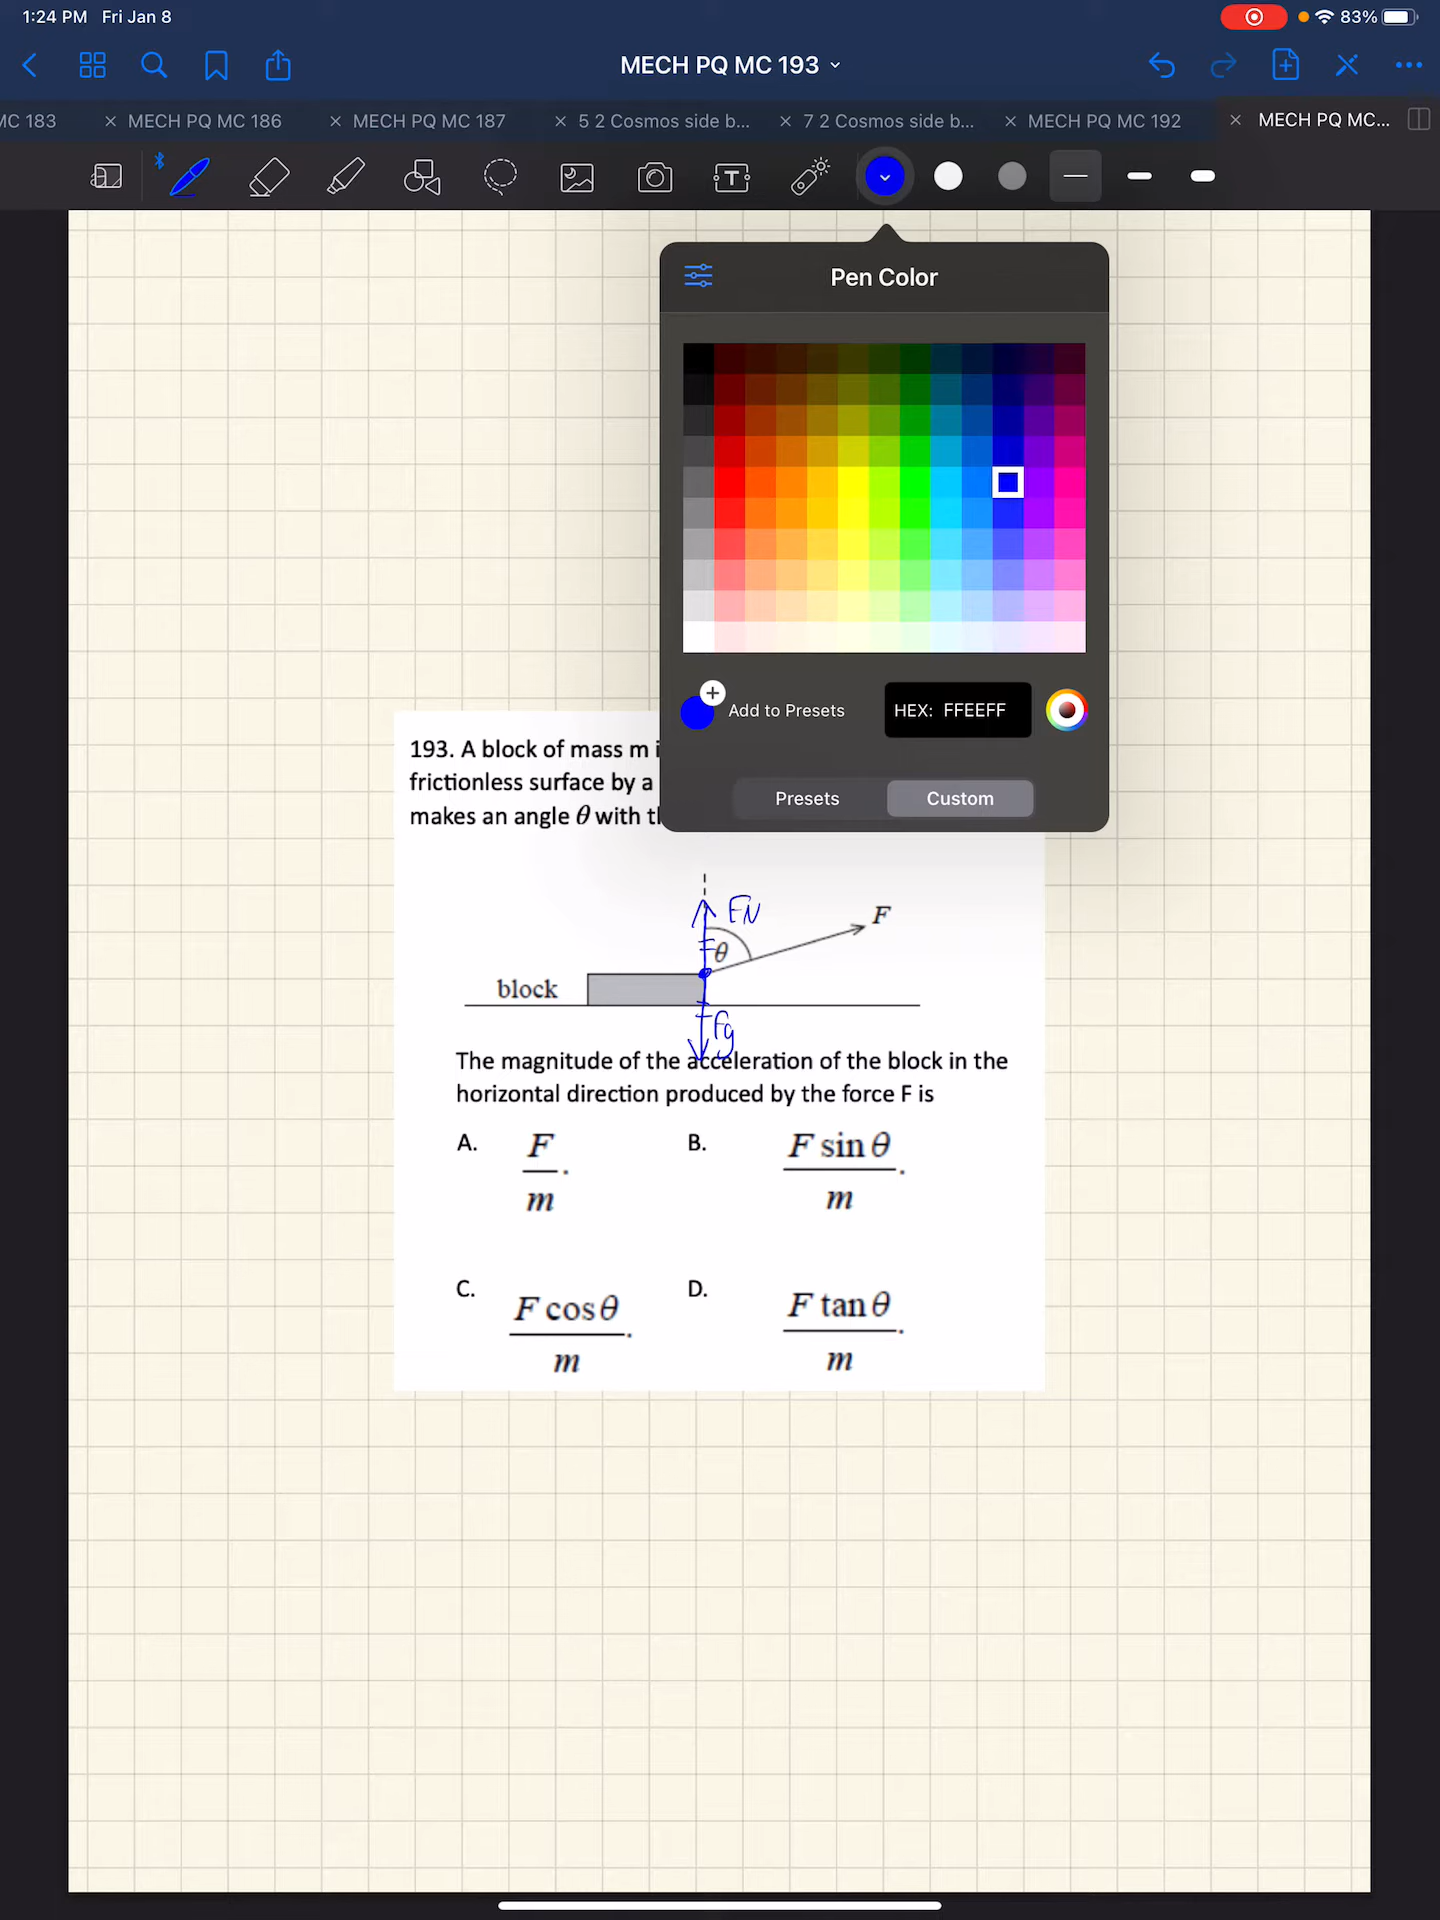 1:24 PM Fri Jan 8
83%
MECH PQ MC 193
MC 183
MECH PQ MC 186
MECH PQ MC 187
5 2 Cosmos side b...
7 2 Cosmos side b...
MECH PQ MC 192
MECH PQ MC...
T
Pen Color
Add to Presets
HEX: FFEEFF
Presets Custom
193. A block of mass m i
frictionless surface by a
makes an angle θ with th
FN
F
θ
block
Fg
The magnitude of the acceleration of the block in the
horizontal direction produced by the force F is
A. F/m. B. F sin θ/m.
C. F cos θ/m. D. F tan θ/m.